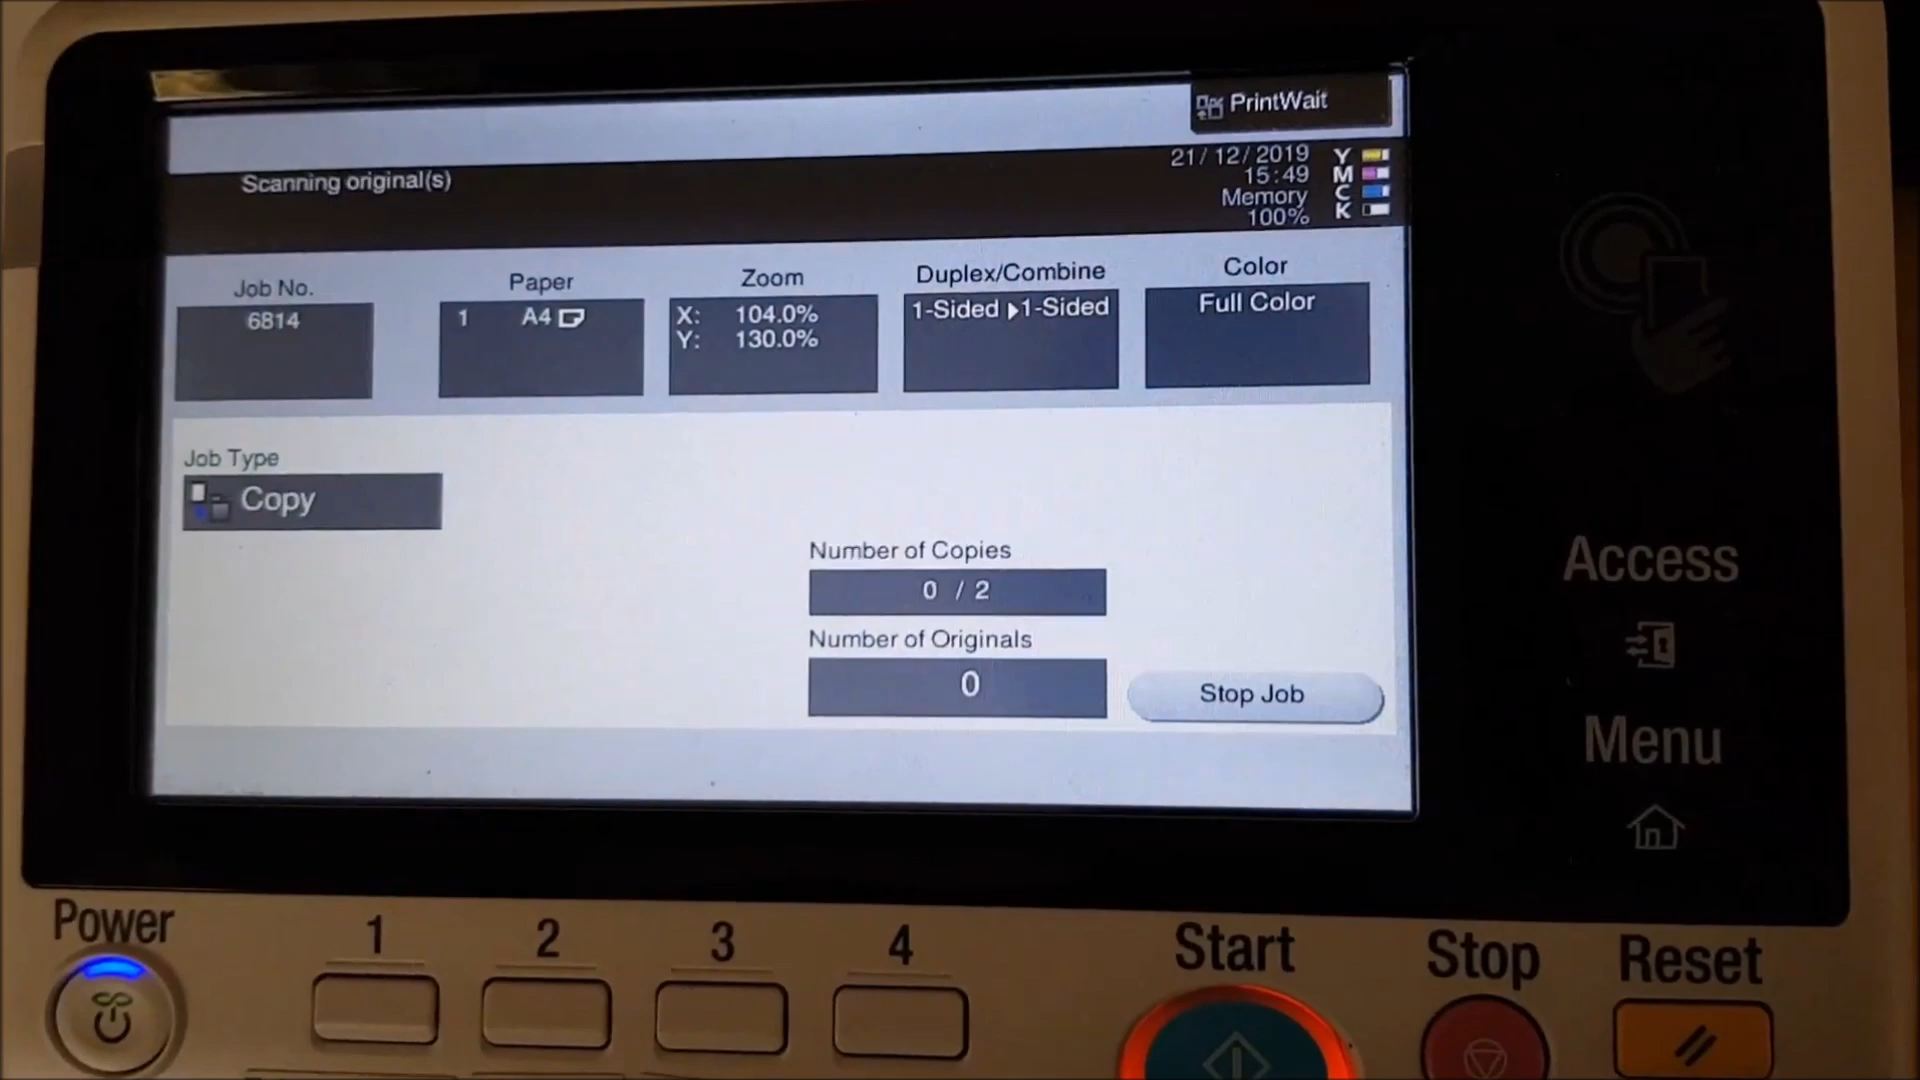 PrintWait
Scanning original(s)
21/12/2019
15:49
Memory
100%
Y
M
C
K
Job No.
6814
Paper
1 A4
Zoom
X: 104.0%
Y: 130.0%
Duplex/Combine
1-Sided ▶1-Sided
Color
Full Color
Job Type
Copy
Number of Copies
0 / 2
Number of Originals
0
Stop Job
Access
Menu
Power
1
2
3
4
Start
Stop
Reset